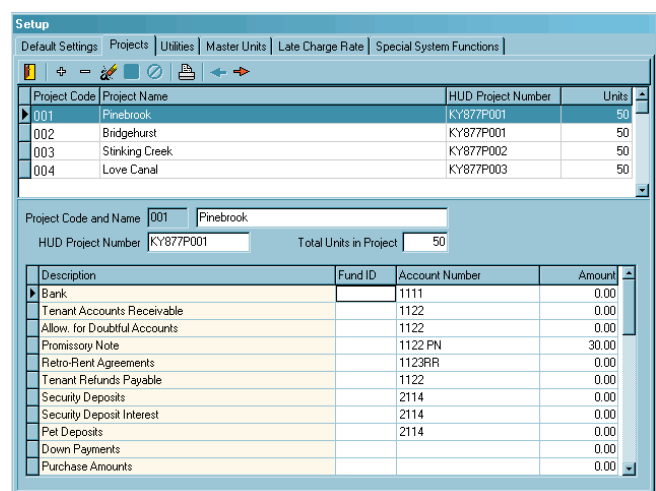 Setup
Default Settings Projects Utilities Master Units Late Charge Rate Special System Functions
Project Code Project Name HUD Project Number Units
001 Pinebrook KY877P001 50
002 Bridgehurst KY877P001 50
003 Stinking Creek KY877P002 50
004 Love Canal KY877P003 50
Project Code and Name 001 Pinebrook
HUD Project Number KY877P001 Total Units in Project 50
Description Fund ID Account Number Amount
Bank 1111 0.00
Tenant Accounts Receivable 1122 0.00
Allow. for Doubtful Accounts 1122 0.00
Promissory Note 1122 PN 30.00
Retro-Rent Agreements 1123RR 0.00
Tenant Refunds Payable 1122 0.00
Security Deposits 2114 0.00
Security Deposit Interest 2114 0.00
Pet Deposits 2114 0.00
Down Payments 0.00
Purchase Amounts 0.00